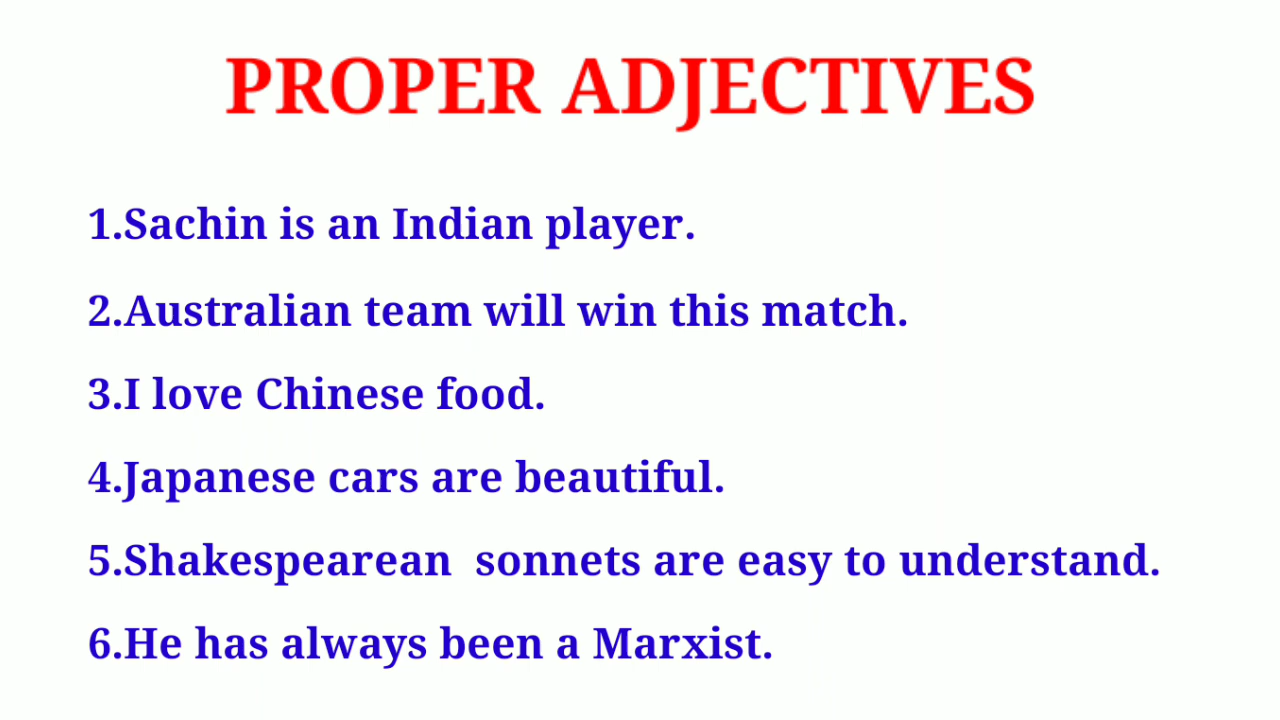 PROPER ADJECTIVES
1.Sachin is an Indian player.
2.Australian team will win this match.
3.I love Chinese food.
4.Japanese cars are beautiful.
5.Shakespearean  sonnets are easy to understand.
6.He has always been a Marxist.